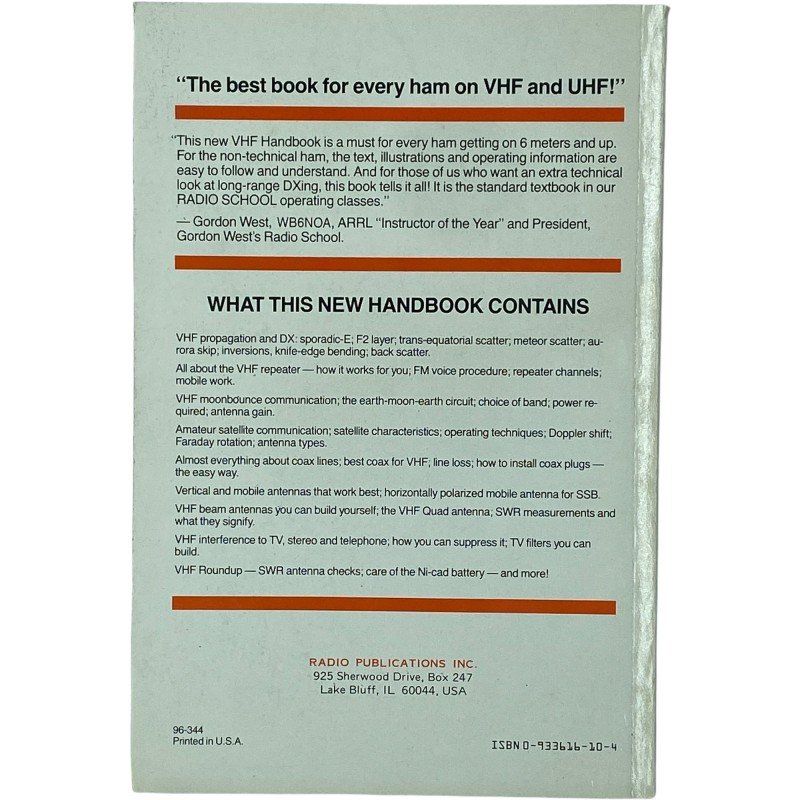 “The best book for every ham on VHF and UHF!”
“This new VHF Handbook is a must for every ham getting on 6 meters and up.
For the non-technical ham, the text, illustrations and operating information are
easy to follow and understand. And for those of us who want an extra technical
look at long-range DXing, this book tells it all! It is the standard textbook in our
RADIO SCHOOL operating classes.”
— Gordon West, WB6NOA, ARRL “Instructor of the Year” and President,
Gordon West's Radio School.
WHAT THIS NEW HANDBOOK CONTAINS
VHF propagation and DX: sporadic-E; F2 layer; trans-equatorial scatter; meteor scatter; au-
rora skip; inversions, knife-edge bending; back scatter.
All about the VHF repeater — how it works for you; FM voice procedure; repeater channels;
mobile work.
VHF moonbounce communication; the earth-moon-earth circuit; choice of band; power re-
quired; antenna gain.
Amateur satellite communication; satellite characteristics; operating techniques; Doppler shift;
Faraday rotation; antenna types.
Almost everything about coax lines; best coax for VHF; line loss; how to install coax plugs —
the easy way.
Vertical and mobile antennas that work best; horizontally polarized mobile antenna for SSB.
VHF beam antennas you can build yourself; the VHF Quad antenna; SWR measurements and
what they signify.
VHF interference to TV, stereo and telephone; how you can suppress it; TV filters you can
build.
VHF Roundup — SWR antenna checks; care of the Ni-cad battery — and more!
RADIO PUBLICATIONS INC.
925 Sherwood Drive, Box 247
Lake Bluff, IL 60044, USA
96-344
Printed in U.S.A.
ISBN 0-933616-10-4